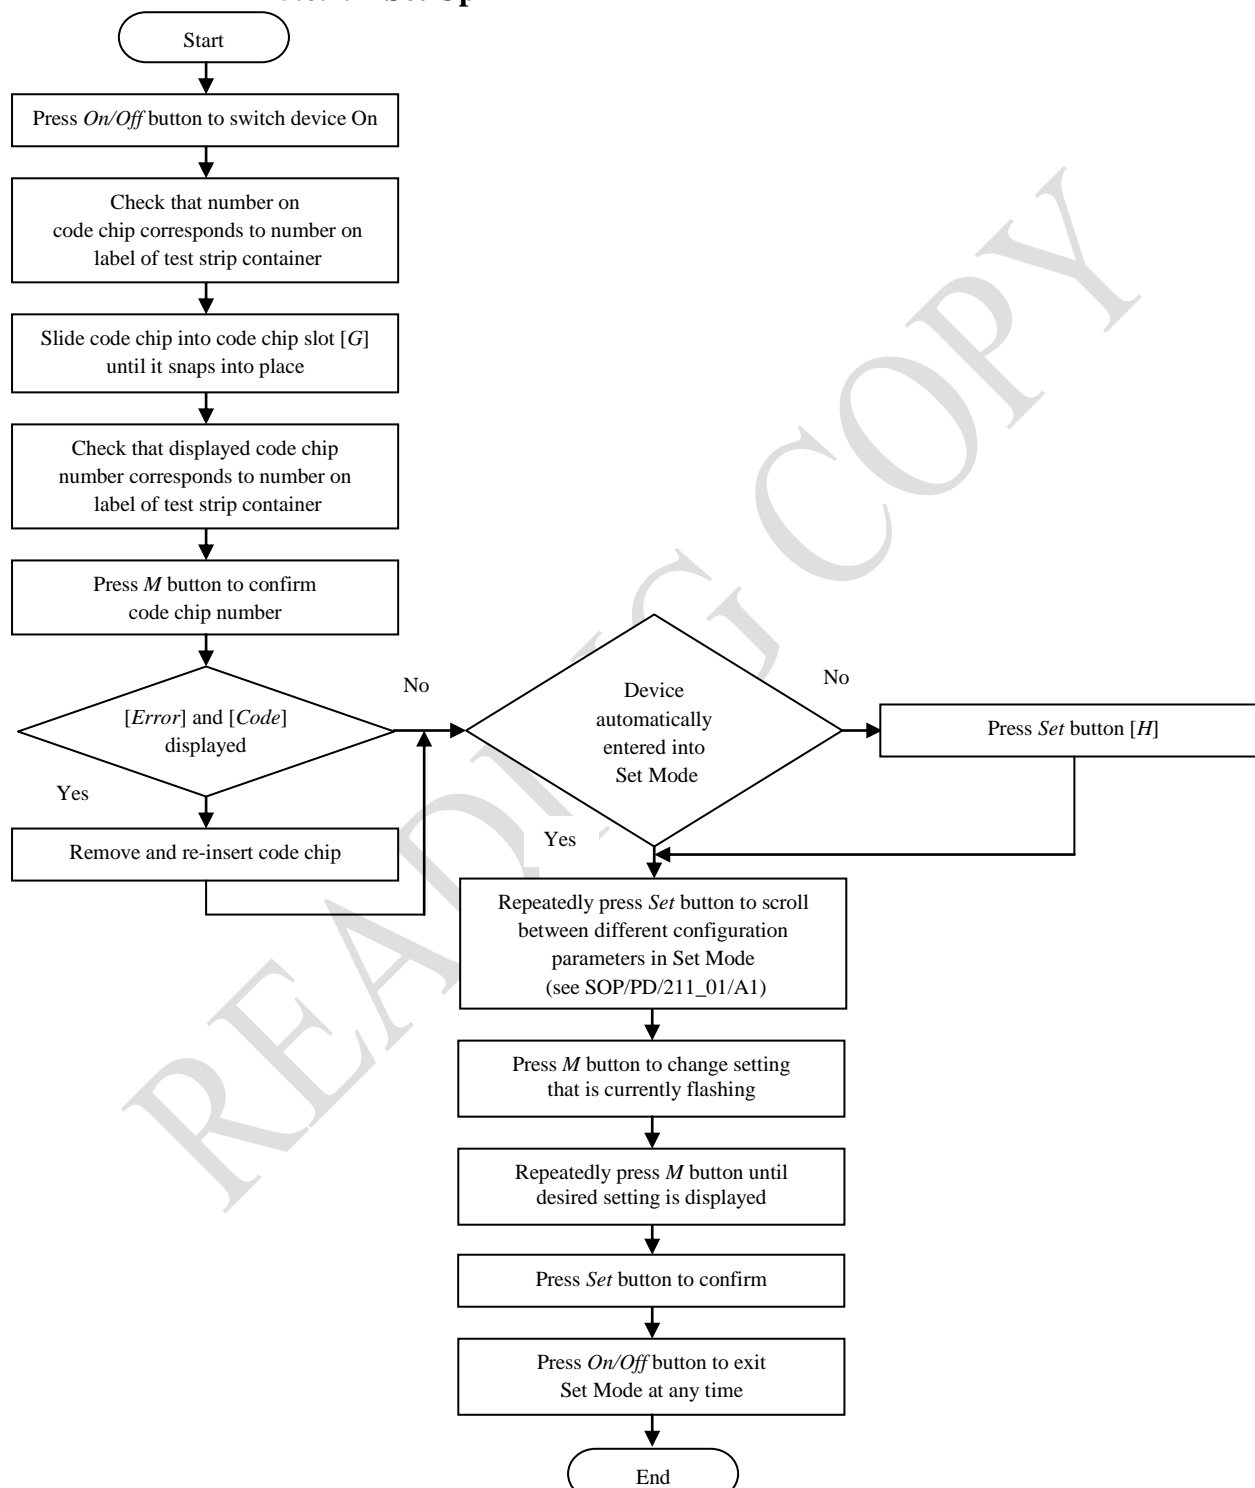 Set Up
Start
Press On/Off button to switch device On
Check that number on
code chip corresponds to number on
label of test strip container
Slide code chip into code chip slot [G]
until it snaps into place
Check that displayed code chip
number corresponds to number on
label of test strip container
Press M button to confirm
code chip number
[Error] and [Code]
displayed
No
Yes
Remove and re-insert code chip
Device
automatically
entered into
Set Mode
No
Press Set button [H]
Yes
Repeatedly press Set button to scroll
between different configuration
parameters in Set Mode
(see SOP/PD/211_01/A1)
Press M button to change setting
that is currently flashing
Repeatedly press M button until
desired setting is displayed
Press Set button to confirm
Press On/Off button to exit
Set Mode at any time
End
READING COPY